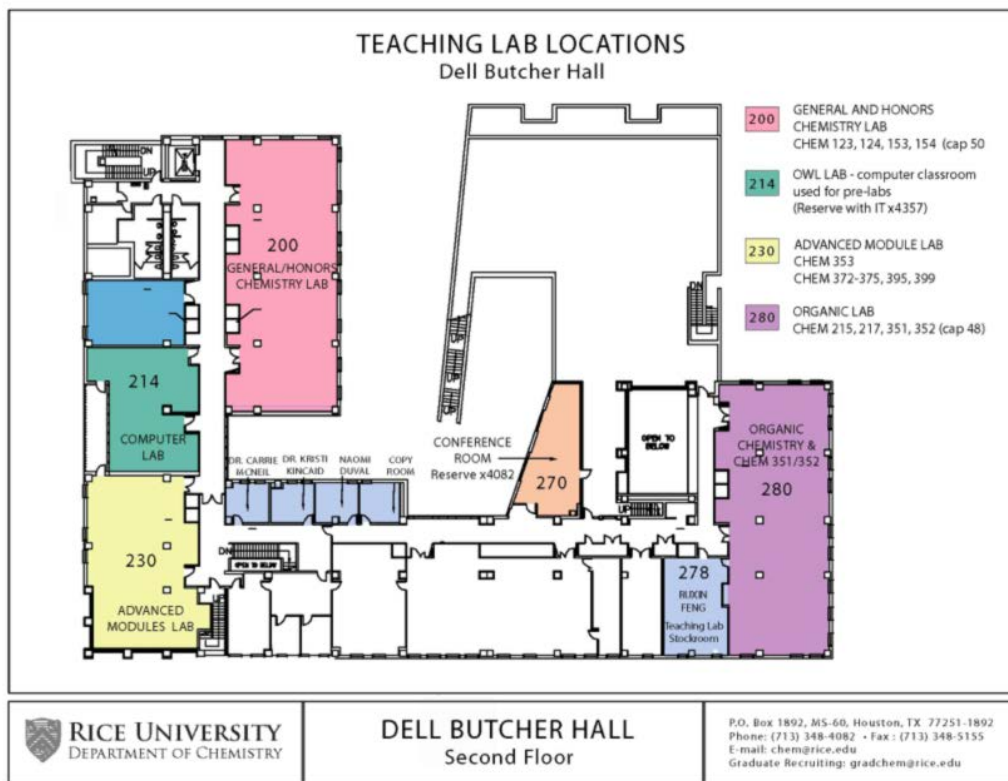 TEACHING LAB LOCATIONS
Dell Butcher Hall
200
GENERAL AND HONORS
CHEMISTRY LAB
CHEM 123, 124, 153, 154 (cap 50
214
OWL LAB - computer classroom
used for pre-labs
(Reserve with IT x4357)
230
ADVANCED MODULE LAB
CHEM 353
CHEM 372-375, 395, 399
280
ORGANIC LAB
CHEM 215, 217, 351, 352 (cap 48)
DN
UP
200
GENERAL/HONORS
CHEMISTRY LAB
DN
214
COMPUTER
LAB
DR. CARRIE
MCNEIL
DR. KRISTI
KINCAID
NAOMI
DUVAL
COPY
ROOM
CONFERENCE
ROOM
Reserve x4082
270
OPEN TO
BELOW
UP
ORGANIC
CHEMISTRY &
CHEM 351/352
280
230
ADVANCED
MODULES LAB
DN
OPEN TO BELOW
278
RUIXIN
FENG
Teaching Lab
Stockroom
RICE UNIVERSITY
DEPARTMENT OF CHEMISTRY
DELL BUTCHER HALL
Second Floor
P.O. Box 1892, MS-60, Houston, TX 77251-1892
Phone: (713) 348-4082 • Fax : (713) 348-5155
E-mail: chem@rice.edu
Graduate Recruiting: gradchem@rice.edu